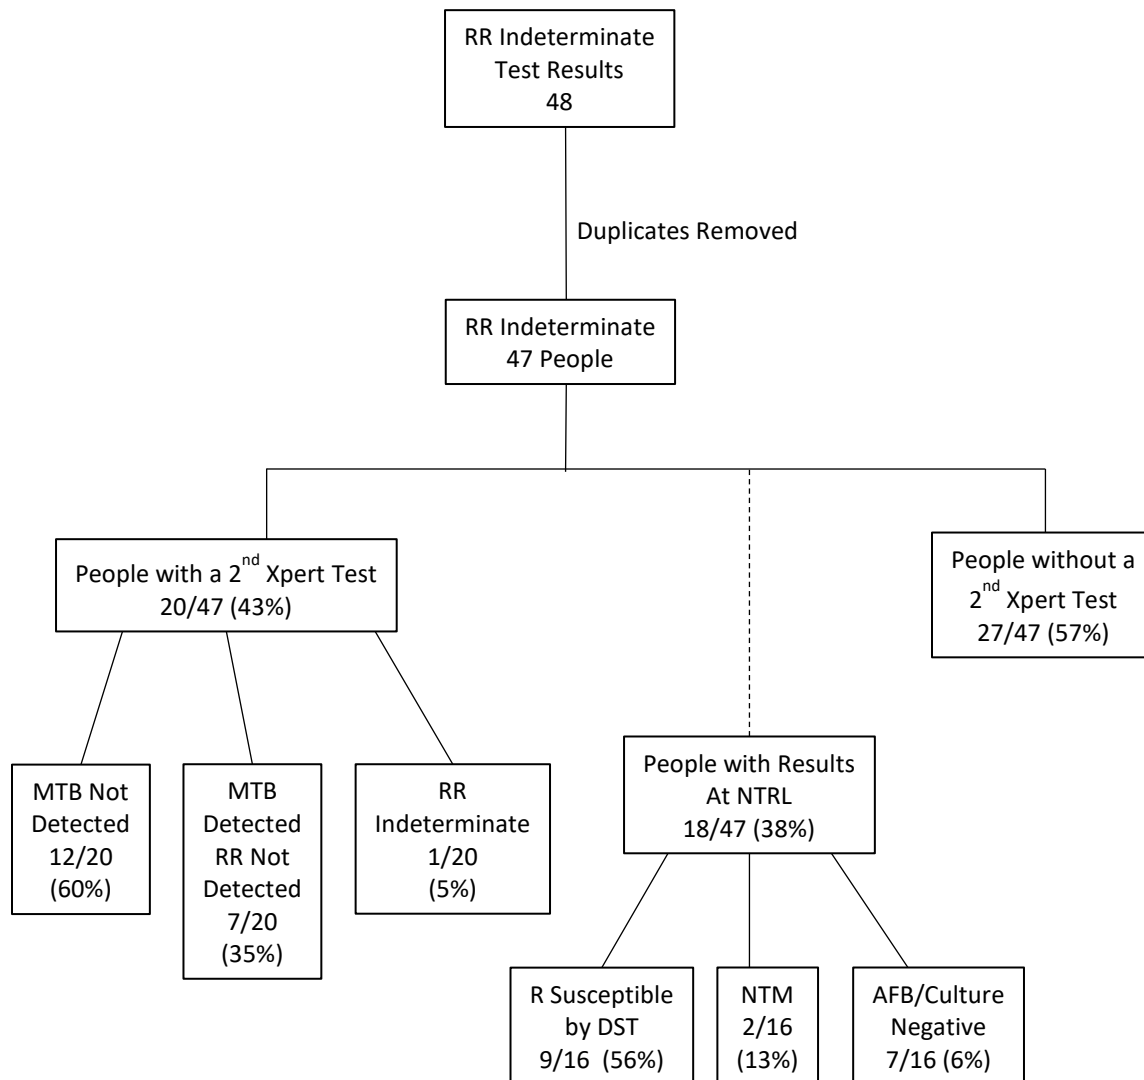 RR Indeterminate
Test Results
48
Duplicates Removed
RR Indeterminate
47 People
People with a 2nd Xpert Test
20/47 (43%)
People without a
2nd Xpert Test
27/47 (57%)
MTB Not
Detected
12/20
(60%)
MTB
Detected
RR Not
Detected
7/20
(35%)
RR
Indeterminate
1/20
(5%)
People with Results
At NTRL
18/47 (38%)
R Susceptible
by DST
9/16 (56%)
NTM
2/16
(13%)
AFB/Culture
Negative
7/16 (6%)